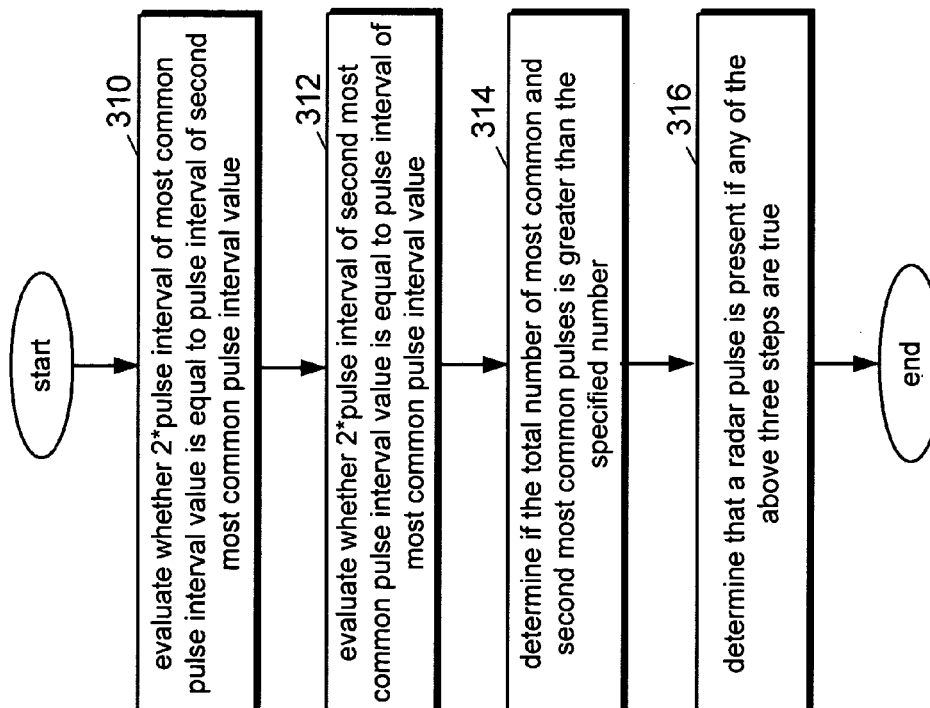 start
310
evaluate whether 2*pulse interval of most common
pulse interval value is equal to pulse interval of second
most common pulse interval value
312
evaluate whether 2*pulse interval of second most
common pulse interval value is equal to pulse interval of
most common pulse interval value
314
determine if the total number of most common and
second most common pulses is greater than the
specified number
316
determine that a radar pulse is present if any of the
above three steps are true
end